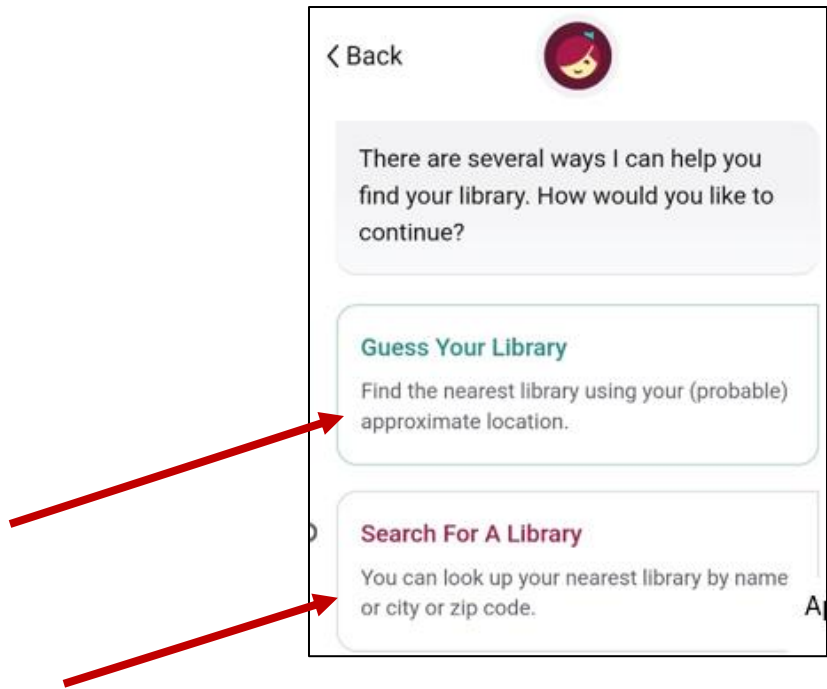 Back
There are several ways I can help you
find your library. How would you like to
continue?
Guess Your Library
Find the nearest library using your (probable)
approximate location.
Search For A Library
You can look up your nearest library by name
or city or zip code.